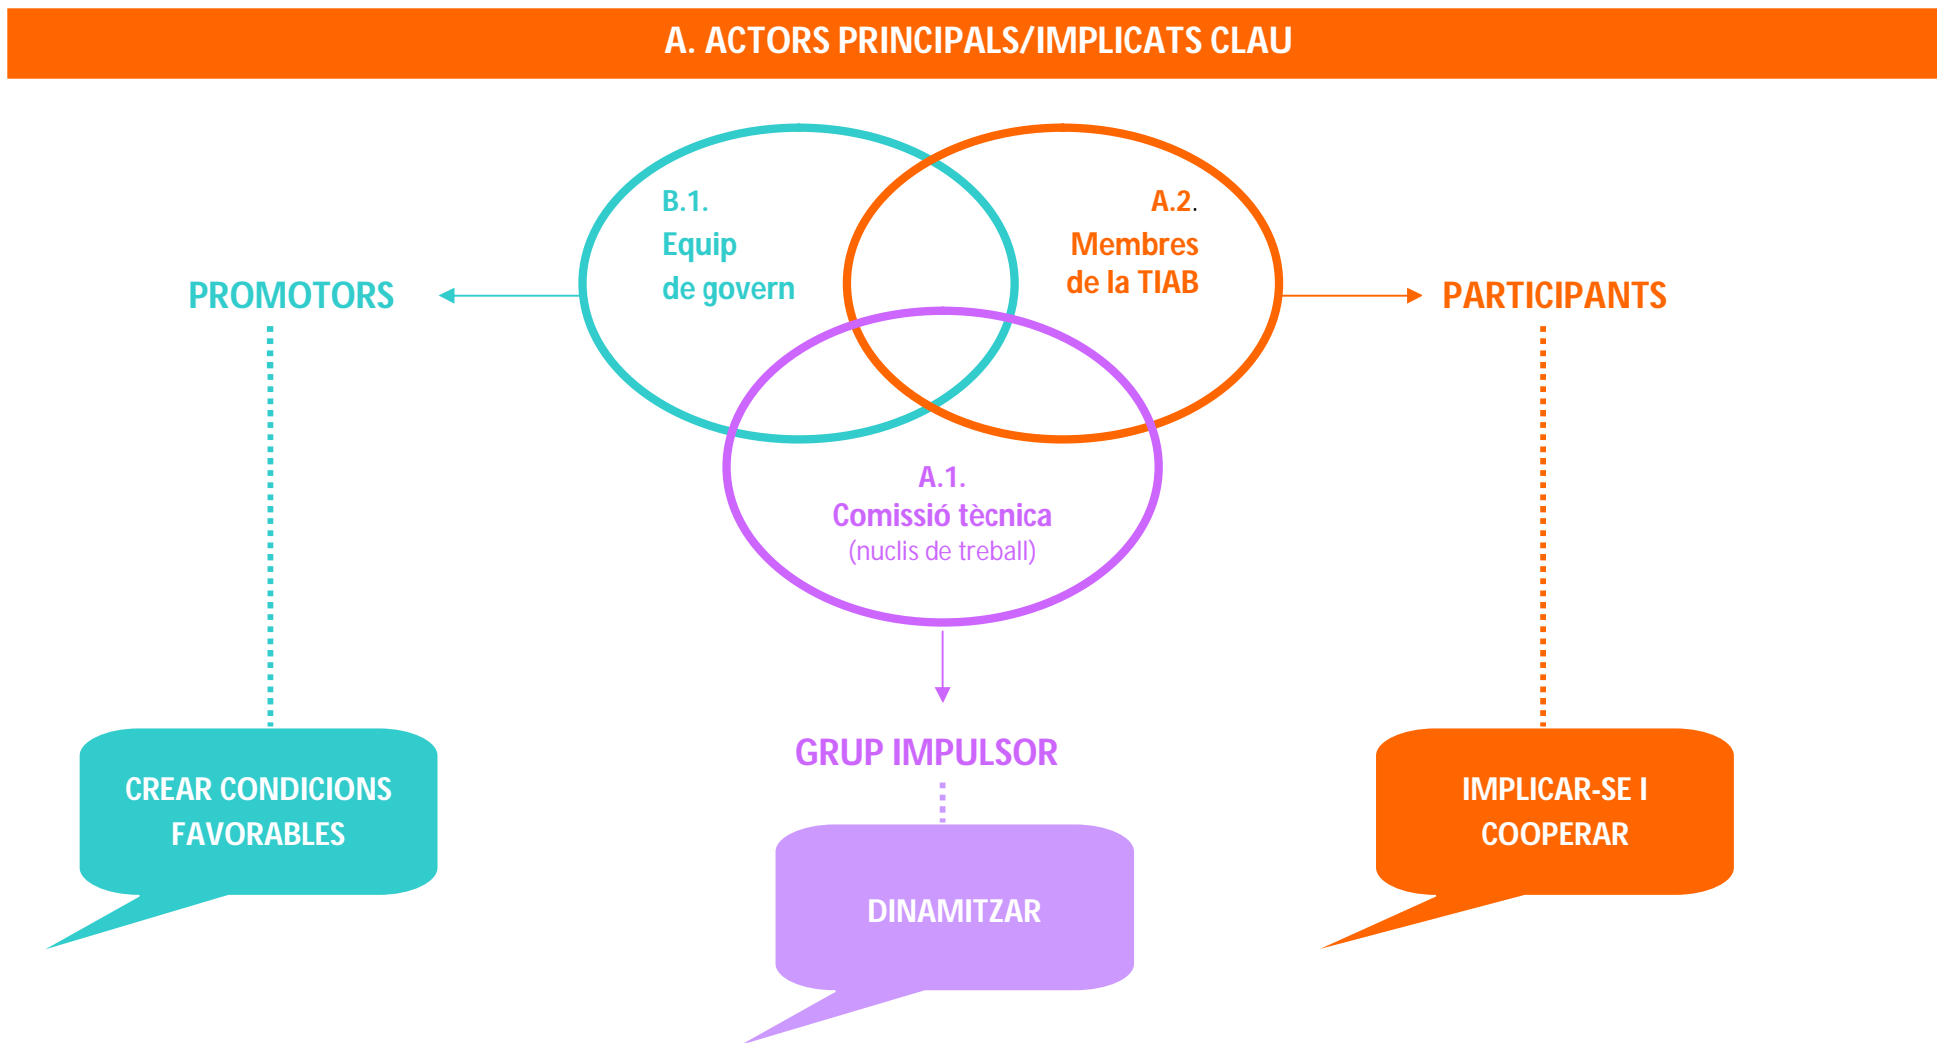 A. ACTORS PRINCIPALS/IMPLICATS CLAU
B.1.
Equip
de govern
A.2.
Membres
de la TIAB
PROMOTORS
PARTICIPANTS
A.1.
Comissió tècnica
(nuclis de treball)
GRUP IMPULSOR
CREAR CONDICIONS
FAVORABLES
IMPLICAR-SE I
COOPERAR
DINAMITZAR